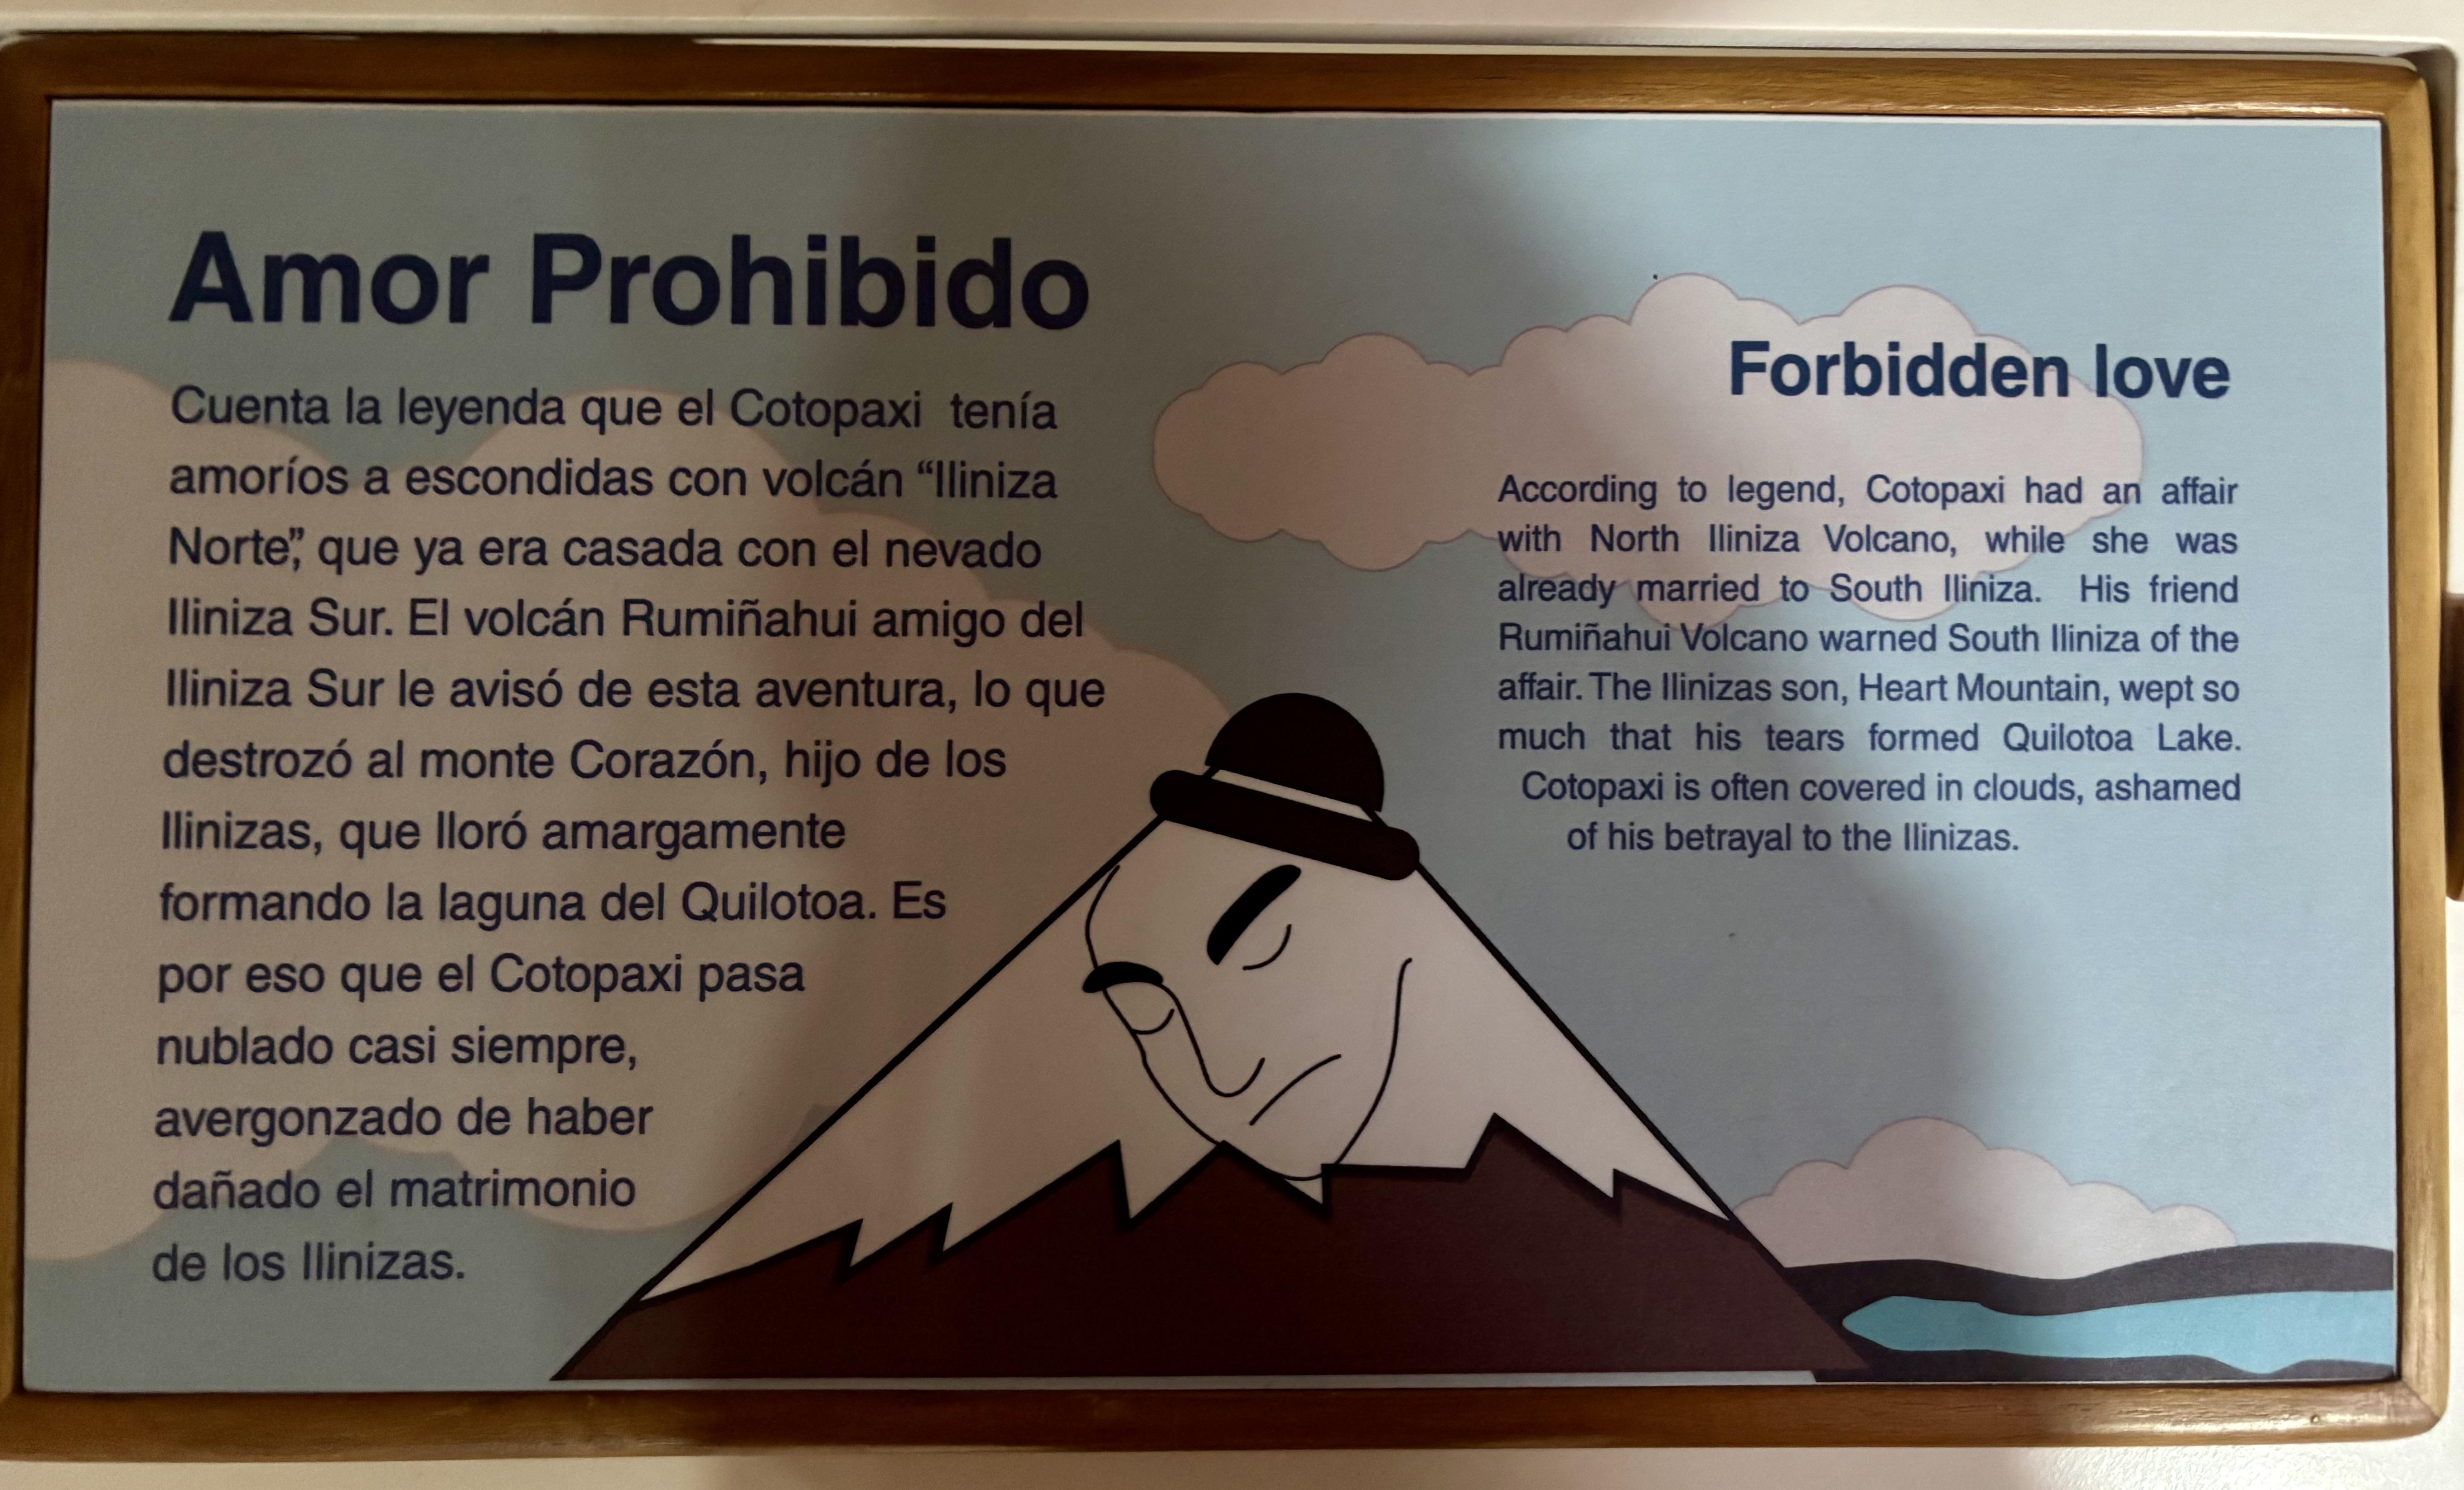 Amor Prohibido
Cuenta la leyenda que el Cotopaxi tenía
amoríos a escondidas con volcán “Iliniza
Norte”, que ya era casada con el nevado
Iliniza Sur. El volcán Rumiñahui amigo del
Iliniza Sur le avisó de esta aventura, lo que
destrozó al monte Corazón, hijo de los
Ilinizas, que lloró amargamente
formando la laguna del Quilotoa. Es
por eso que el Cotopaxi pasa
nublado casi siempre,
avergonzado de haber
dañado el matrimonio
de los Ilinizas.
Forbidden love
According to legend, Cotopaxi had an affair
with North Iliniza Volcano, while she was
already married to South Iliniza. His friend
Rumiñahui Volcano warned South Iliniza of the
affair. The Ilinizas son, Heart Mountain, wept so
much that his tears formed Quilotoa Lake.
Cotopaxi is often covered in clouds, ashamed
of his betrayal to the Ilinizas.